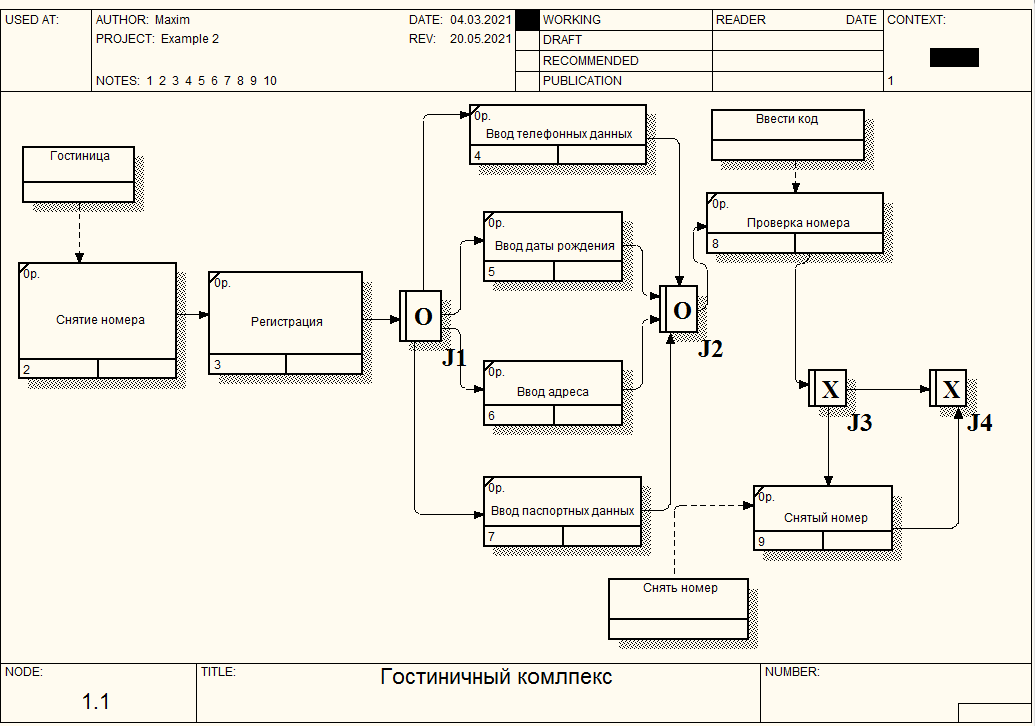 USED AT:
AUTHOR: Maxim
DATE: 04.03.2021
WORKING
READER
DATE
CONTEXT:
PROJECT: Example 2
REV: 20.05.2021
DRAFT
RECOMMENDED
NOTES: 1 2 3 4 5 6 7 8 9 10
PUBLICATION
1
Гостиница
0р.
Ввод телефонных данных
4
Ввести код
0р.
Ввод даты рождения
5
0р.
Проверка номера
8
0р.
Снятие номера
2
0р.
Регистрация
3
O
J1
O
J2
0р.
Ввод адреса
6
X
J3
X
J4
0р.
Ввод паспортных данных
7
0р.
Снятый номер
9
Снять номер
NODE:
1.1
TITLE:
Гостиничный комлпекс
NUMBER: